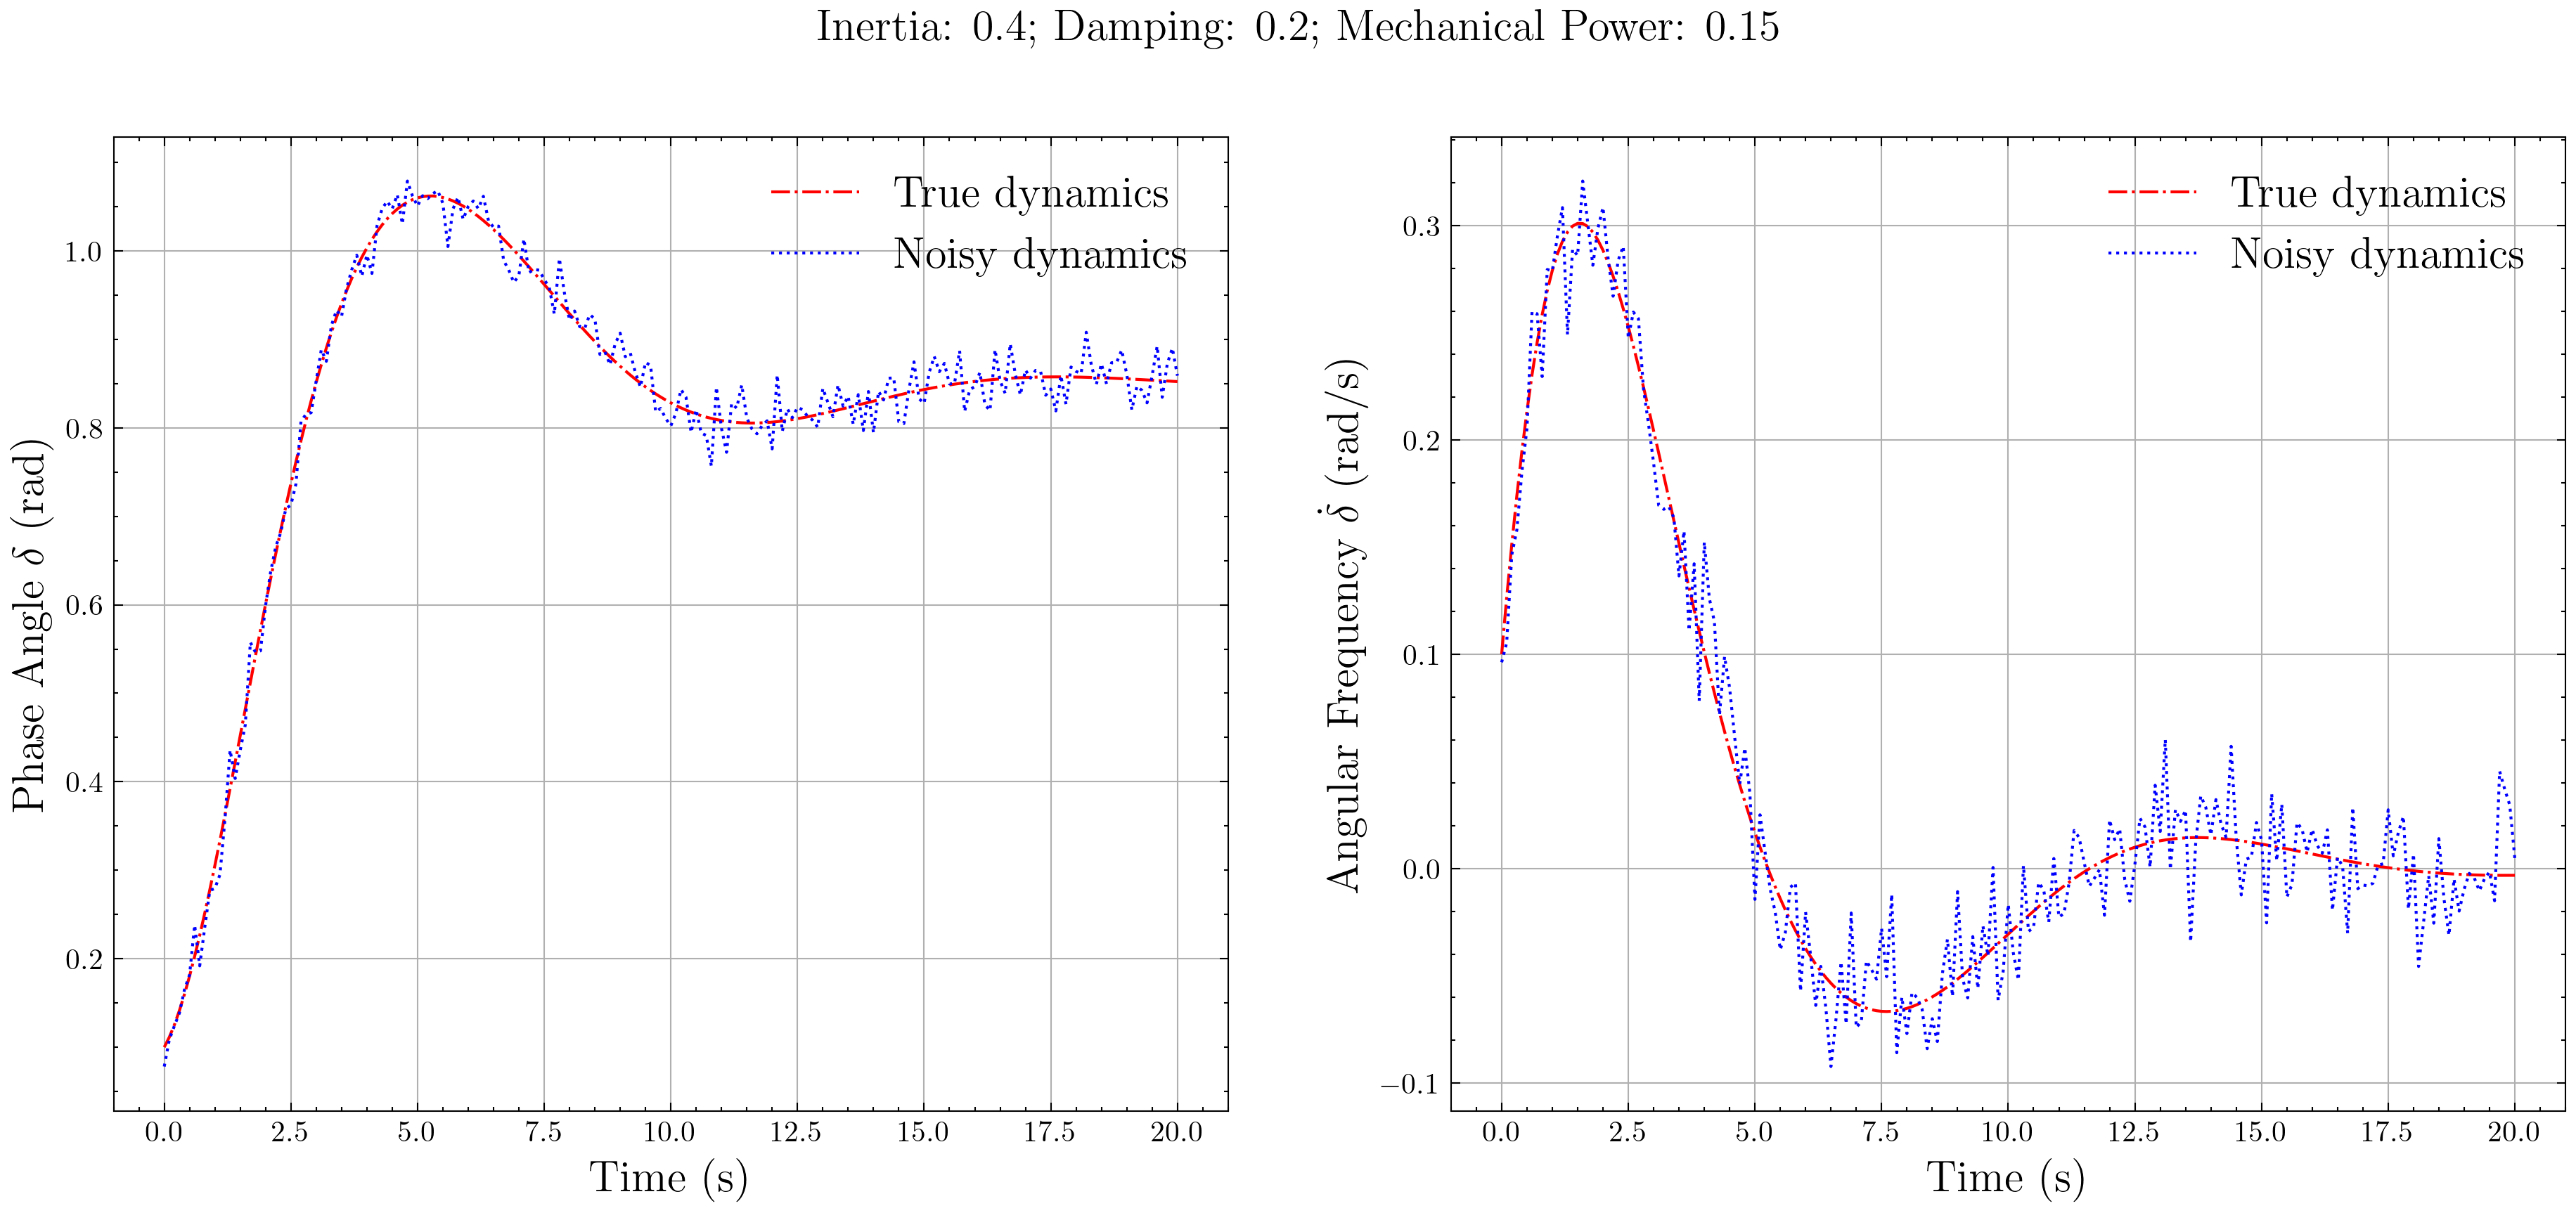 Inertia: 0.4; Damping: 0.2; Mechanical Power: 0.15
True dynamics
Noisy dynamics
1.0
0.8
0.6
0.4
0.2
Phase Angle δ (rad)
0.0 2.5 5.0 7.5 10.0 12.5 15.0 17.5 20.0
Time (s)
True dynamics
Noisy dynamics
0.3
0.2
0.1
0.0
−0.1
Angular Frequency δ̇ (rad/s)
0.0 2.5 5.0 7.5 10.0 12.5 15.0 17.5 20.0
Time (s)